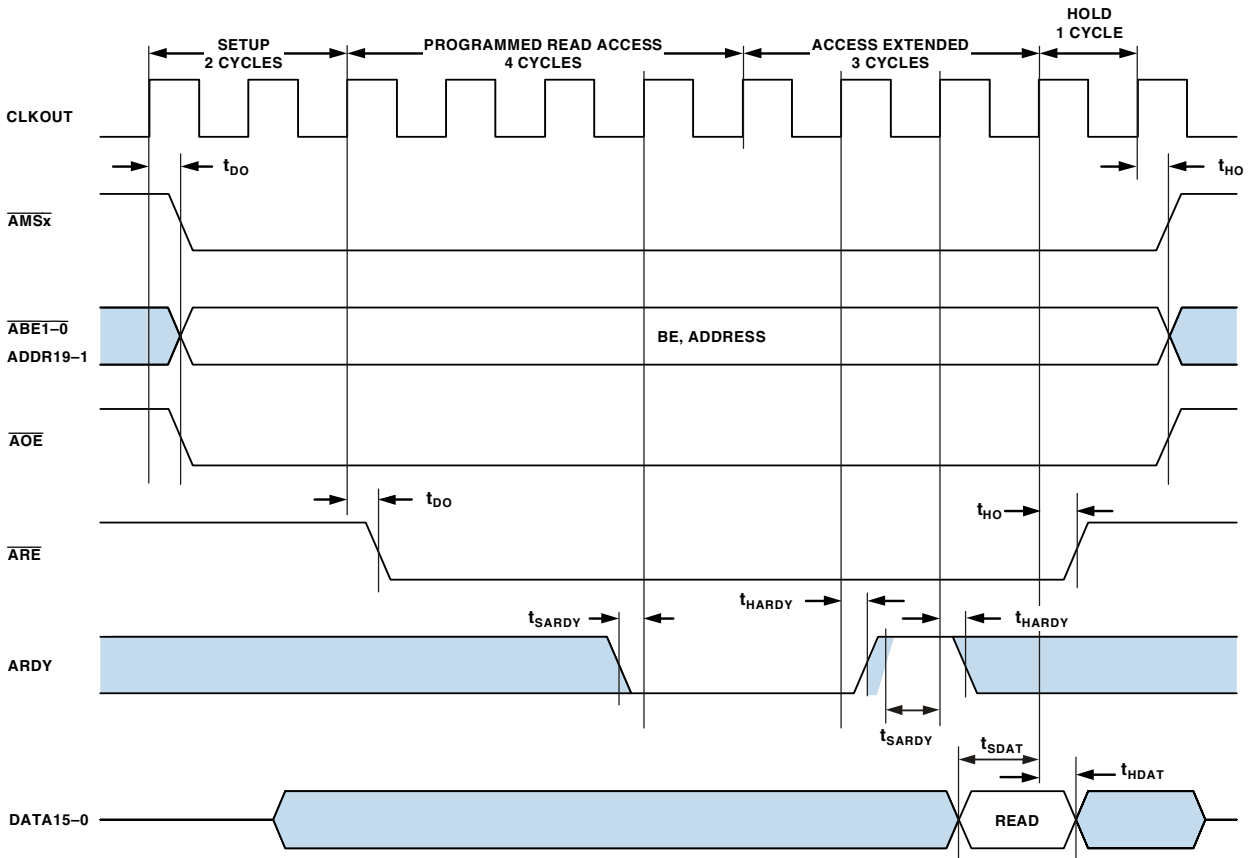 SETUP
2 CYCLES
PROGRAMMED READ ACCESS
4 CYCLES
ACCESS EXTENDED
3 CYCLES
HOLD
1 CYCLE
CLKOUT
tDO
tHO
AMSx
ABE1–0
ADDR19–1
BE, ADDRESS
AOE
tDO
tHO
ARE
tSARDY
tHARDY
tHARDY
ARDY
tSARDY
tSDAT
tHDAT
DATA15–0
READ